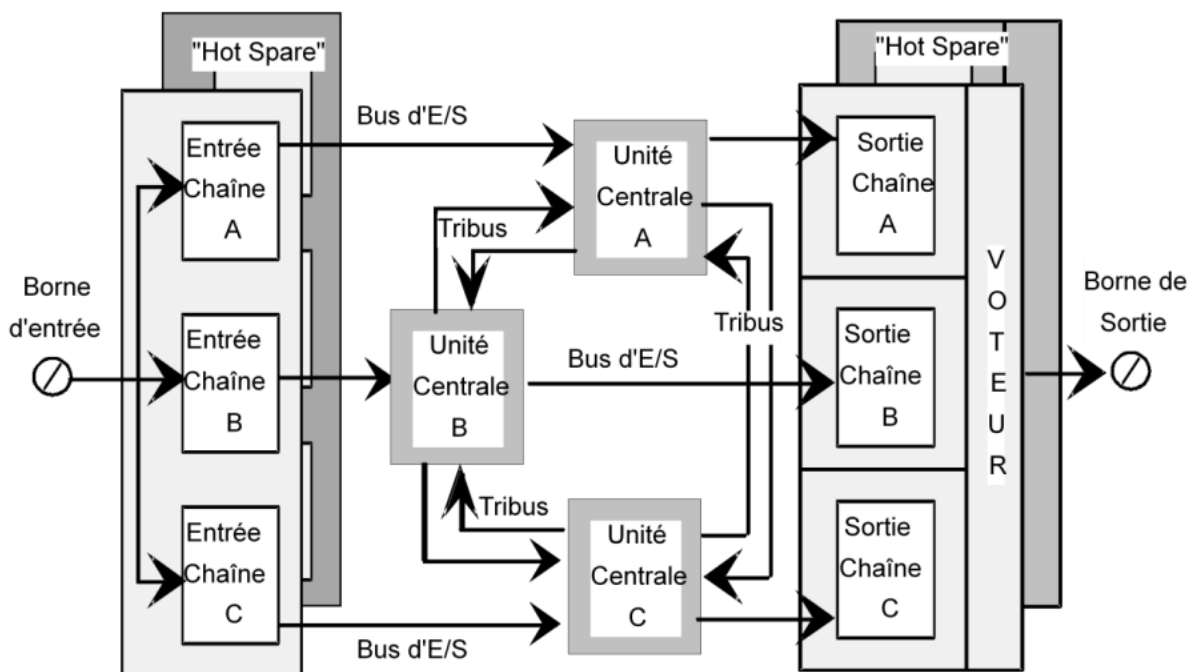 "Hot Spare"
"Hot Spare"
Bus d'E/S
Entrée
Chaîne
A
Unité
Centrale
A
Sortie
Chaîne
A
Tribus
Borne
d'entrée
Entrée
Chaîne
B
Unité
Centrale
B
Bus d'E/S
Tribus
Sortie
Chaîne
B
V
O
T
E
U
R
Borne de
Sortie
Tribus
Entrée
Chaîne
C
Unité
Centrale
C
Sortie
Chaîne
C
Bus d'E/S